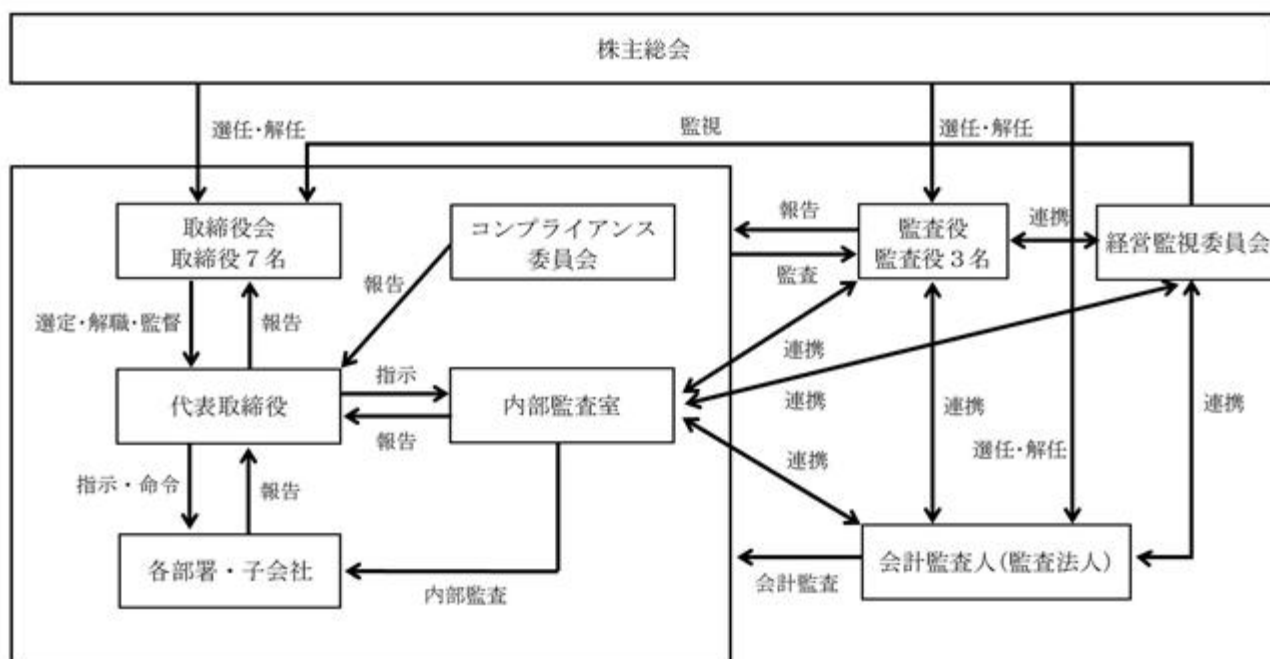 株主総会
選任・解任
監視
選任・解任
取締役会
取締役7名
コンプライアンス
委員会
報告
監査役
監査役3名
連携
経営監視委員会
監査
報告
選定・解職・監督
報告
連携
代表取締役
指示
内部監査室
連携
報告
連携
連携
指示・命令
報告
連携
選任・解任
各部署・子会社
会計監査人(監査法人)
内部監査
会計監査